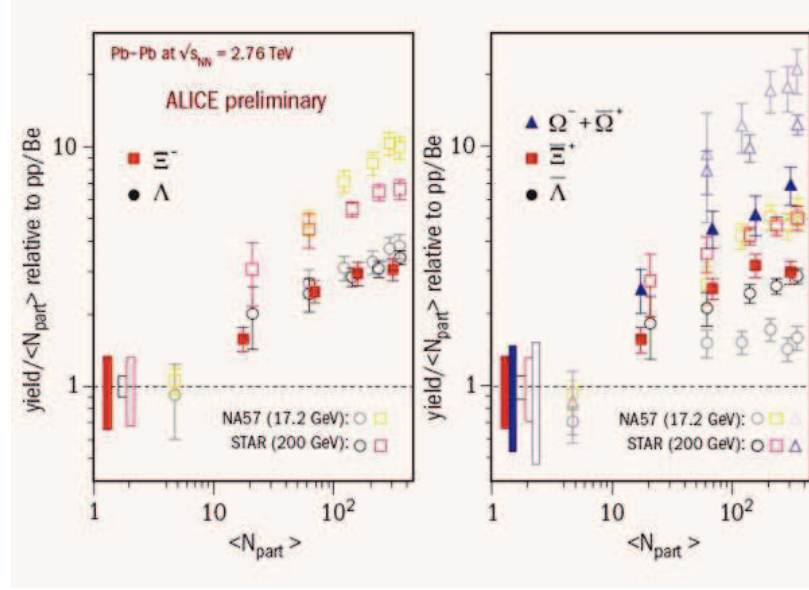 Pb–Pb at √sNN = 2.76 TeV
ALICE preliminary
Ξ-
Λ
NA57 (17.2 GeV):
STAR (200 GeV):
yield/<Npart> relative to pp/Be
10
1
1
10
10²
<Npart>
Ω- + Ω̅+
Ξ̅+
Λ̅
NA57 (17.2 GeV):
STAR (200 GeV):
yield/<Npart> relative to pp/Be
10
1
1
10
10²
<Npart>